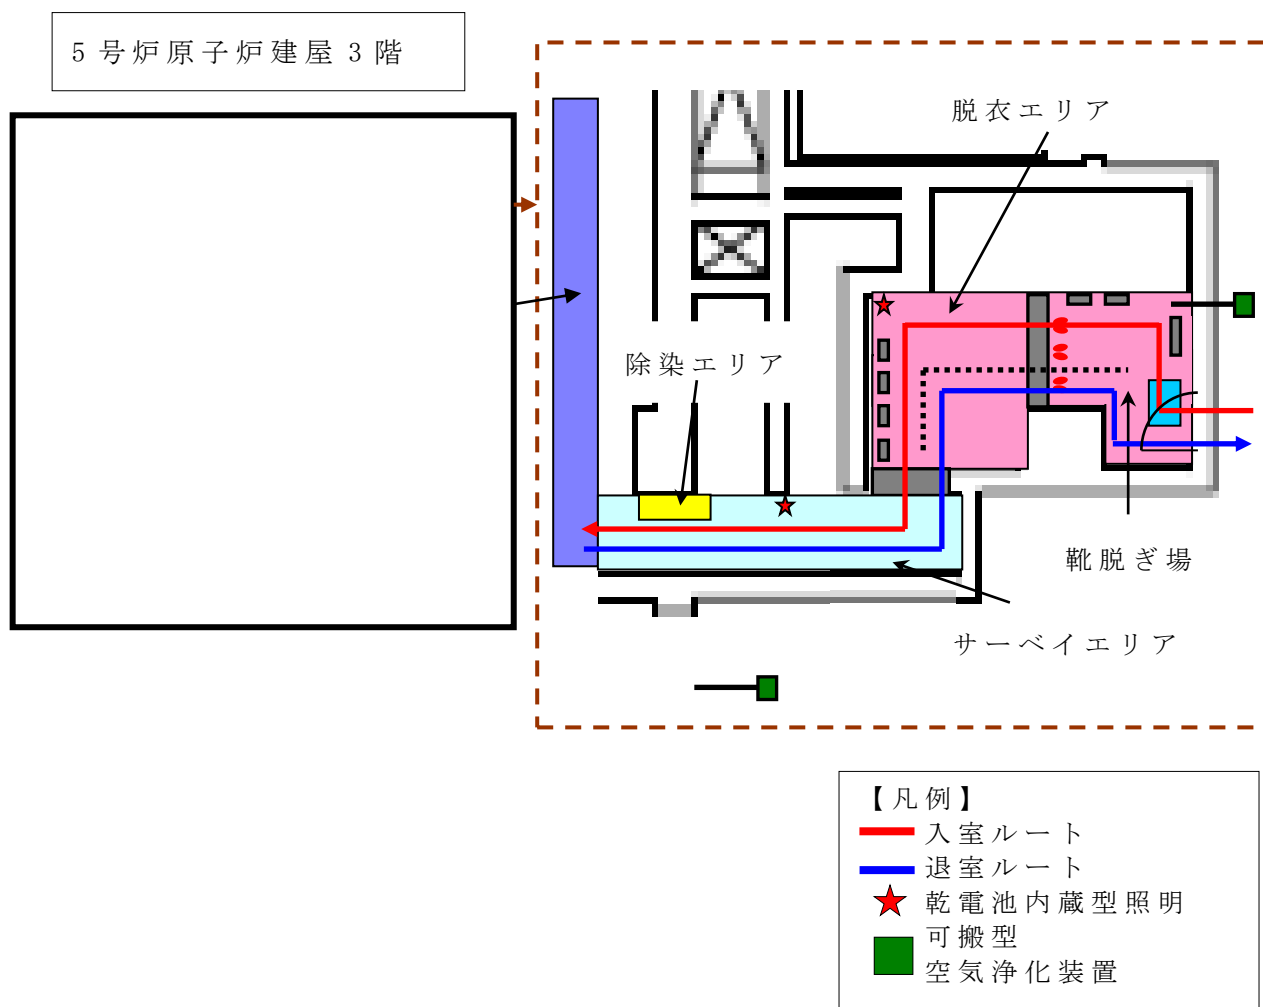 5号炉原子炉建屋3階
脱衣エリア
除染エリア
靴脱ぎ場
サーベイエリア
【凡例】
入室ルート
退室ルート
乾電池内蔵型照明
可搬型
空気浄化装置